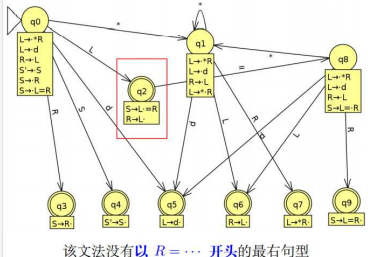 q0
L→·*R
L→·d
R→·L
S'→·S
S→·R
S→·L=R
*
*
q1
L→·*R
L→·d
R→·L
L→*·R
L
q2
S→L·=R
R→L·
=
*
q8
L→·*R
L→·d
R→·L
S→L=·R
R
S
d
d
L
R
d
L
R
q3
S→R·
q4
S'→S·
q5
L→d·
q6
R→L·
q7
L→*R·
q9
S→L=R·
该文法没有以 R = ⋯ 开头的最右句型